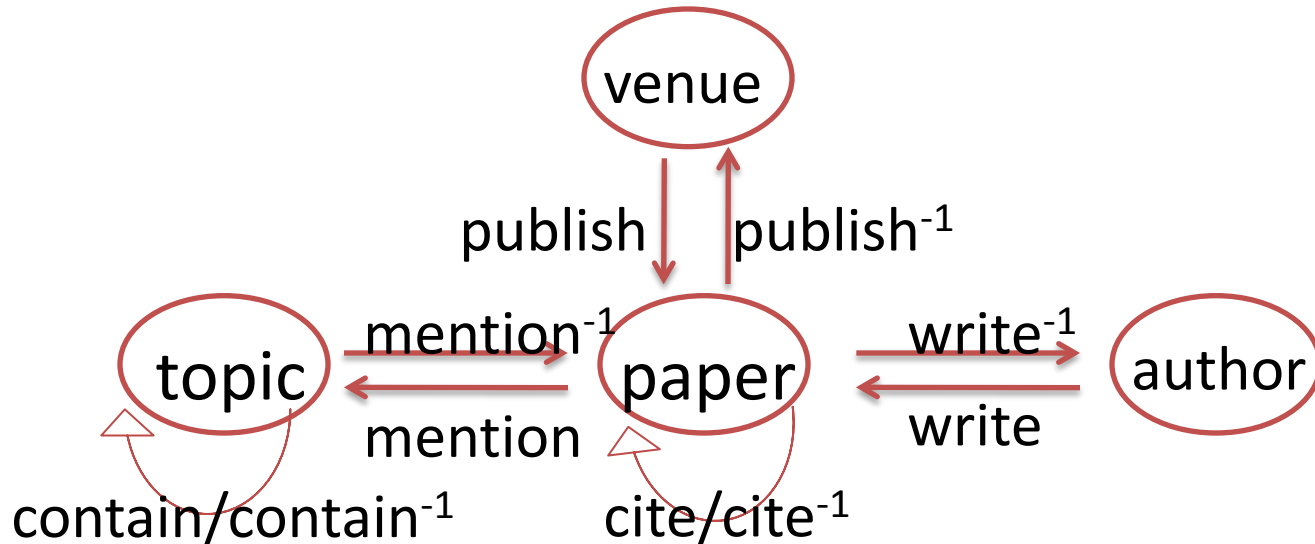 venue
publish publish⁻¹
mention⁻¹ write⁻¹
topic paper author
mention write
contain/contain⁻¹ cite/cite⁻¹